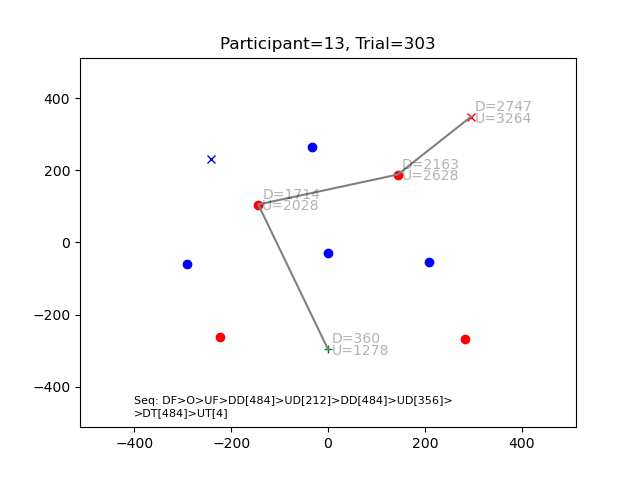 Participant=13, Trial=303
400
200
0
−200
−400
−400
−200
0
200
400
D=2747
U=3264
D=2163
U=2628
D=1714
U=2028
D=360
U=1278
Seq: DF>O>UF>DD[484]>UD[212]>DD[484]>UD[356]>
>DT[484]>UT[4]